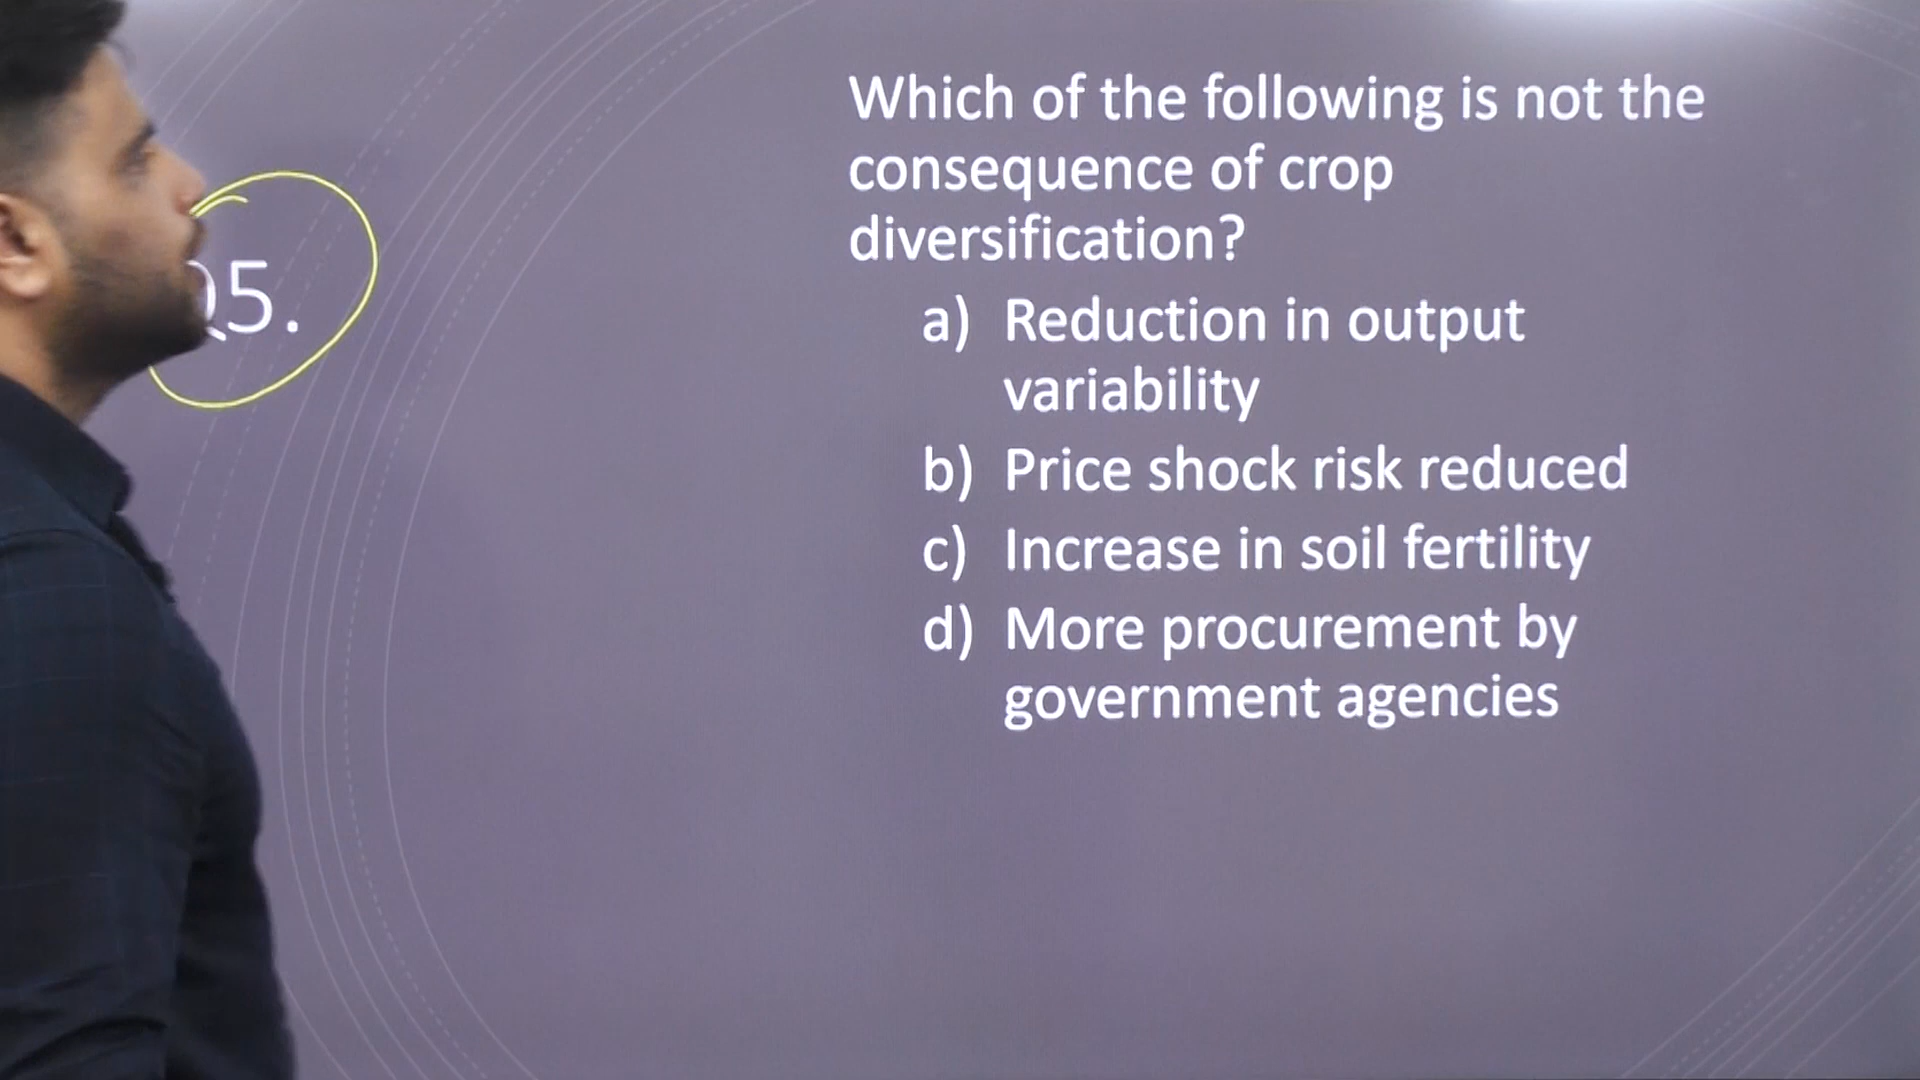 Q5.
Which of the following is not the
consequence of crop
diversification?
a) Reduction in output
variability
b) Price shock risk reduced
c) Increase in soil fertility
d) More procurement by
government agencies